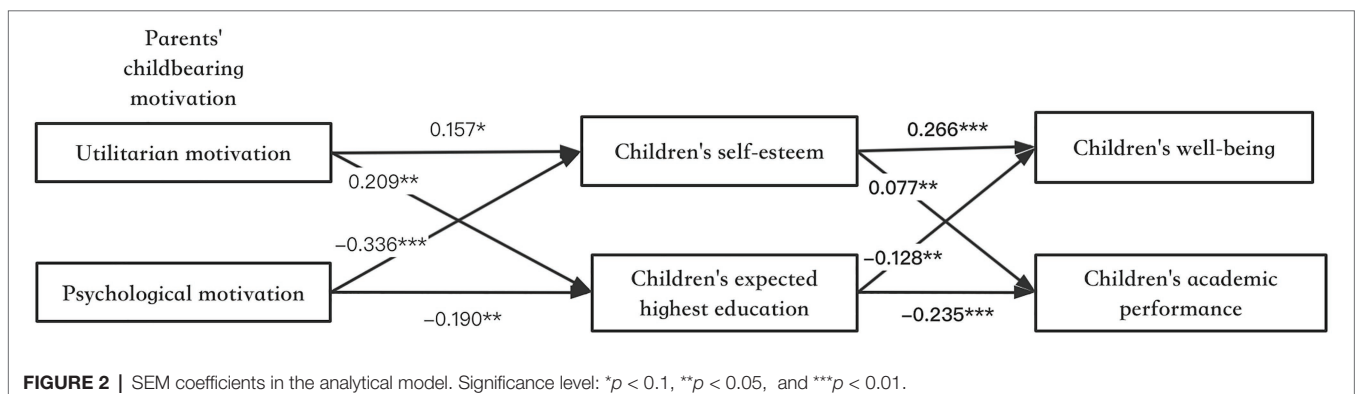 Parents'
childbearing
motivation
Utilitarian motivation
0.157*
Children's self-esteem
0.266***
Children's well-being
0.209**
0.077**
−0.336***
−0.128**
Psychological motivation
−0.190**
Children's expected
highest education
−0.235***
Children's academic
performance
FIGURE 2 | SEM coefficients in the analytical model. Significance level: *p < 0.1, **p < 0.05, and ***p < 0.01.